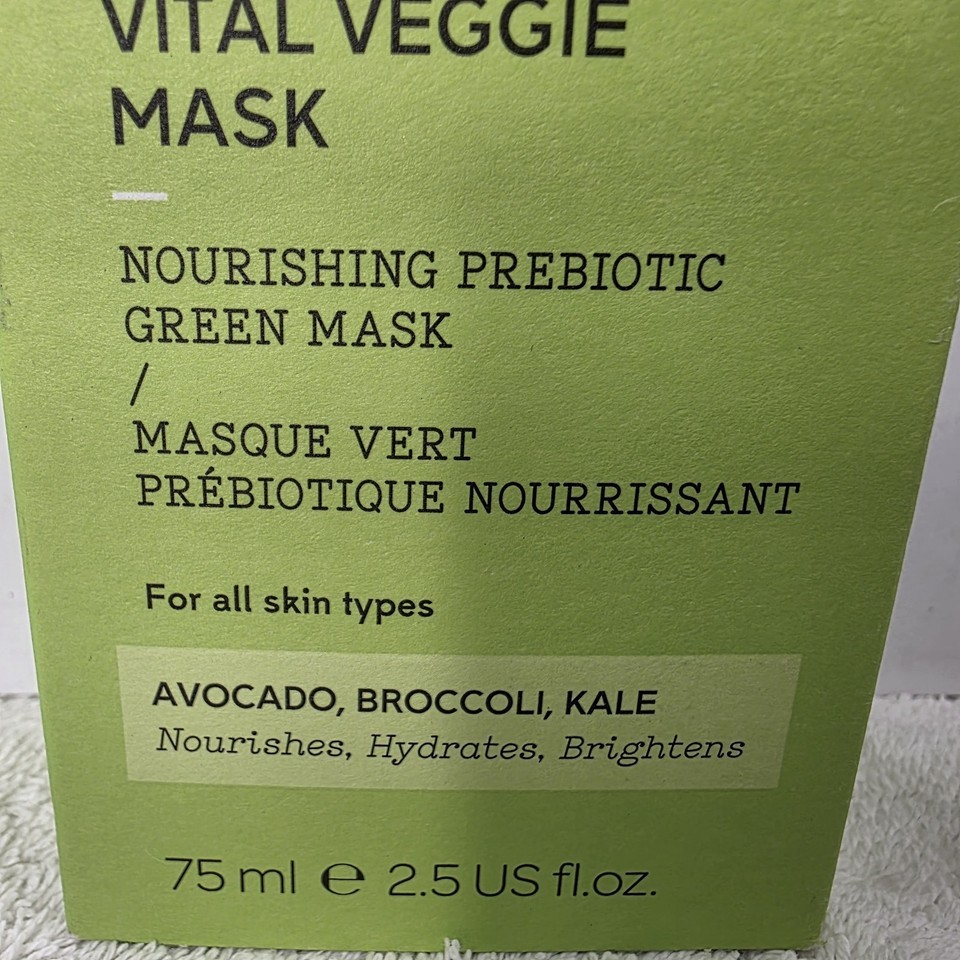 VITAL VEGGIE
MASK
NOURISHING PREBIOTIC
GREEN MASK
/
MASQUE VERT
PRÉBIOTIQUE NOURRISSANT
For all skin types
AVOCADO, BROCCOLI, KALE
Nourishes, Hydrates, Brightens
75 ml ℮ 2.5 US fl.oz.